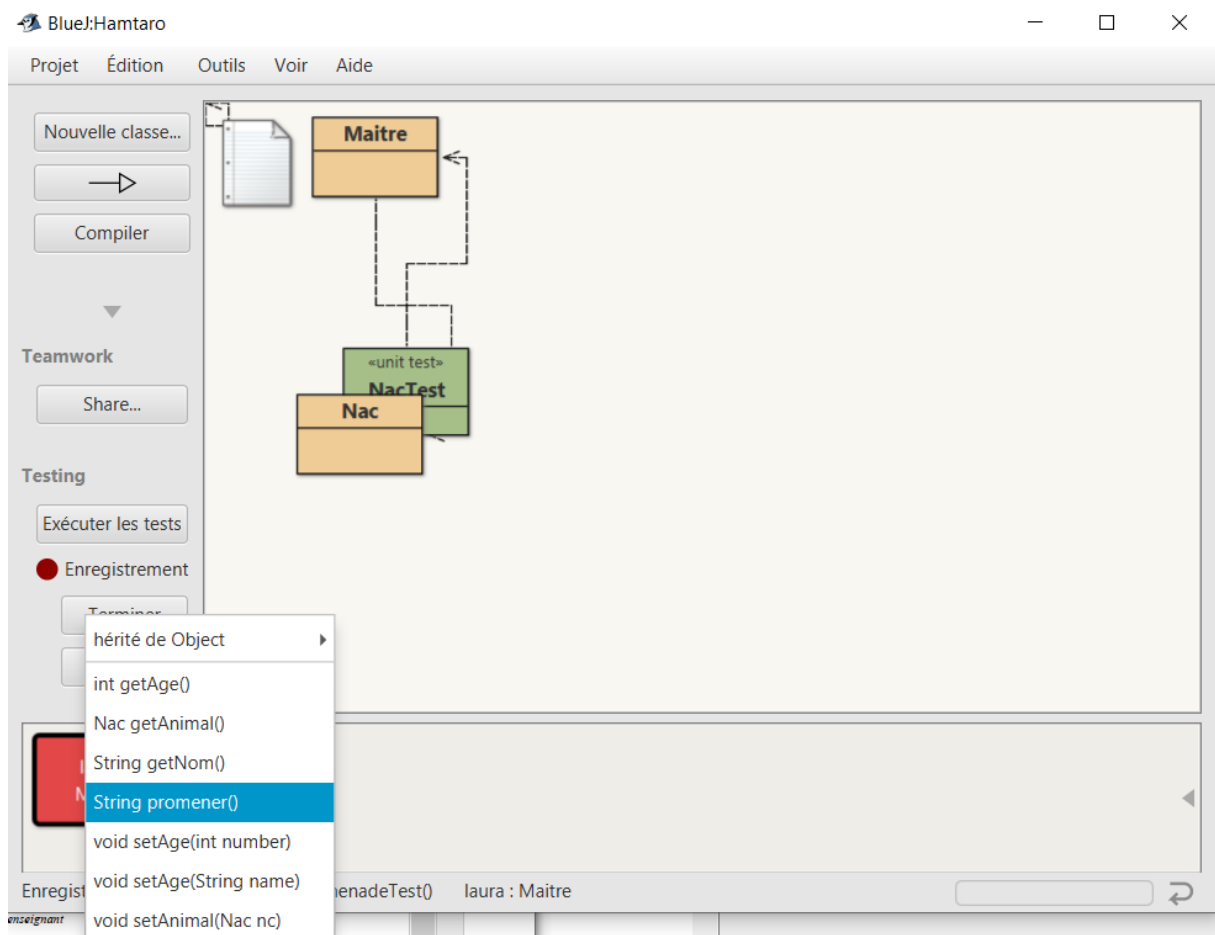 BlueJ:Hamtaro
Projet Édition Outils Voir Aide
Nouvelle classe...
Compiler
Teamwork
Share...
Testing
Exécuter les tests
Enregistrement
Terminer
Maitre
«unit test»
NacTest
Nac
hérité de Object
int getAge()
Nac getAnimal()
String getNom()
String promener()
void setAge(int number)
void setAge(String name)
void setAnimal(Nac nc)
laura : Maitre
enseignant